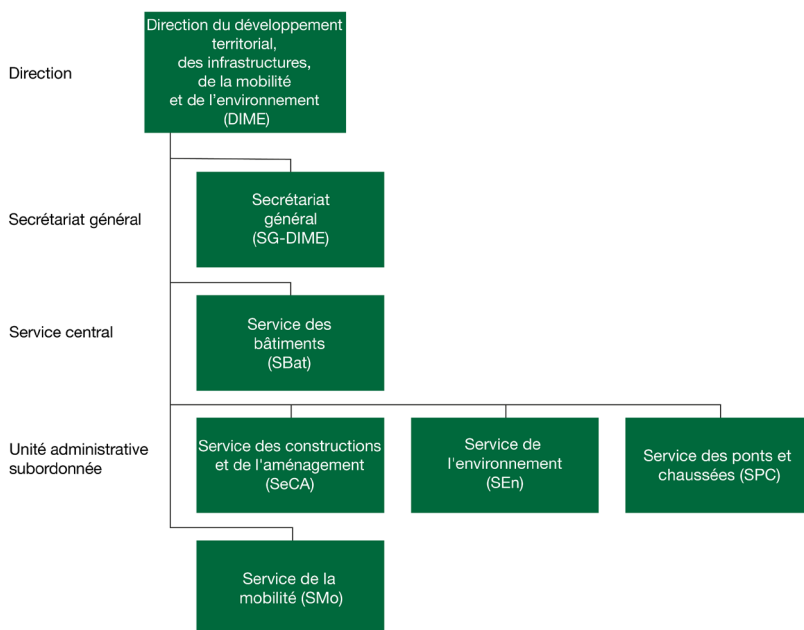 Direction
Direction du développement
territorial,
des infrastructures,
de la mobilité
et de l'environnement
(DIME)
Secrétariat général
Secrétariat
général
(SG-DIME)
Service central
Service des
bâtiments
(SBat)
Unité administrative
subordonnée
Service des constructions
et de l'aménagement
(SeCA)
Service de
l'environnement
(SEn)
Service des ponts et
chaussées (SPC)
Service de la
mobilité (SMo)